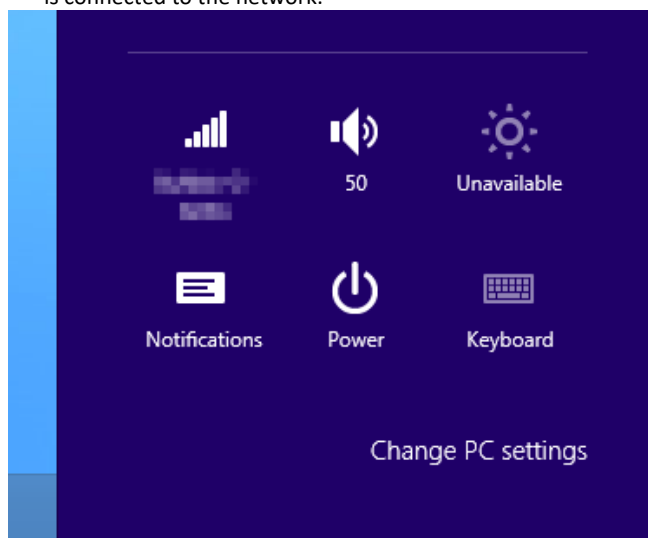 is connected to the network.
50
Unavailable
Notifications
Power
Keyboard
Change PC settings